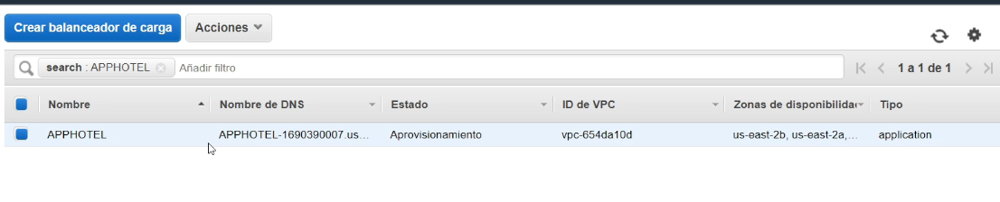 Crear balanceador de carga Acciones
search : APPHOTEL Añadir filtro 1 a 1 de 1
Nombre Nombre de DNS Estado ID de VPC Zonas de disponibilida Tipo
APPHOTEL APPHOTEL-1690390007.us... Aprovisionamiento vpc-654da10d us-east-2b, us-east-2a,... application